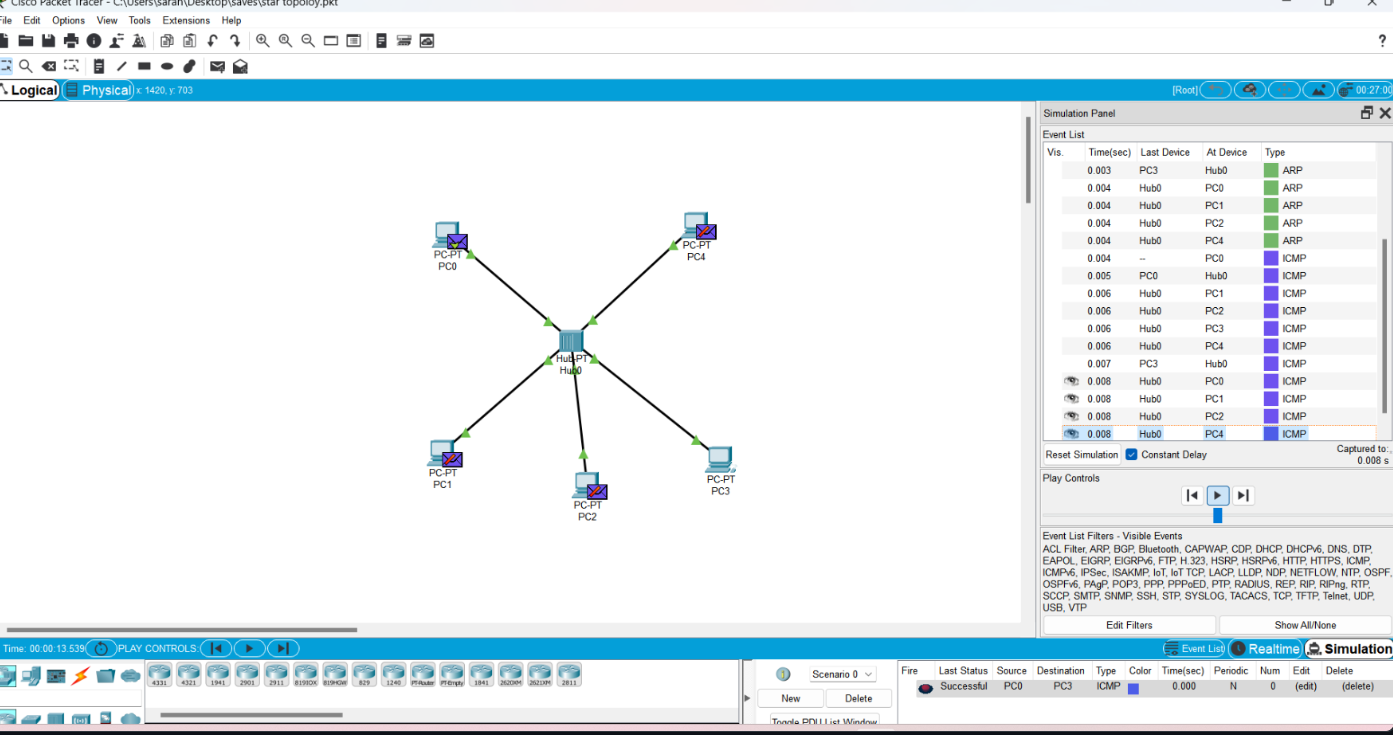 Cisco Packet Tracer - C:\Users\sarah\Desktop\saves\star topoloy.pkt
File Edit Options View Tools Extensions Help
?
Logical Physical x: 1420, y: 703 [Root] 00:27:00
Simulation Panel
Event List
Vis. Time(sec) Last Device At Device Type
0.003 PC3 Hub0 ARP
0.004 Hub0 PC0 ARP
0.004 Hub0 PC1 ARP
0.004 Hub0 PC2 ARP
0.004 Hub0 PC4 ARP
0.004 -- PC0 ICMP
0.005 PC0 Hub0 ICMP
0.006 Hub0 PC1 ICMP
0.006 Hub0 PC2 ICMP
0.006 Hub0 PC3 ICMP
0.006 Hub0 PC4 ICMP
0.007 PC3 Hub0 ICMP
0.008 Hub0 PC0 ICMP
0.008 Hub0 PC1 ICMP
0.008 Hub0 PC2 ICMP
0.008 Hub0 PC4 ICMP
Reset Simulation Constant Delay Captured to:
0.008 s
Play Controls
Event List Filters - Visible Events
ACL Filter, ARP, BGP, Bluetooth, CAPWAP, CDP, DHCP, DHCPv6, DNS, DTP,
EAPOL, EIGRP, EIGRPv6, FTP, H.323, HSRP, HSRPv6, HTTP, HTTPS, ICMP,
ICMPv6, IPSec, ISAKMP, IoT, IoT TCP, LACP, LLDP, NDP, NETFLOW, NTP, OSPF,
OSPFv6, PAgP, POP3, PPP, PPPoED, PTP, RADIUS, REP, RIP, RIPng, RTP,
SCCP, SMTP, SNMP, SSH, STP, SYSLOG, TACACS, TCP, TFTP, Telnet, UDP,
USB, VTP
Edit Filters Show All/None
PC-PT
PC0
PC-PT
PC4
Hub-PT
Hub0
PC-PT
PC1
PC-PT
PC2
PC-PT
PC3
Time: 00:00:13.539 PLAY CONTROLS: Event List Realtime Simulation
4331 4321 1941 2901 2911 819IOX 819HGW 829 1240 PT-Router PT-Empty 1841 2620XM 2621XM 2811
Scenario 0
New Delete
Toggle PDU List Window
Fire Last Status Source Destination Type Color Time(sec) Periodic Num Edit Delete
Successful PC0 PC3 ICMP 0.000 N 0 (edit) (delete)